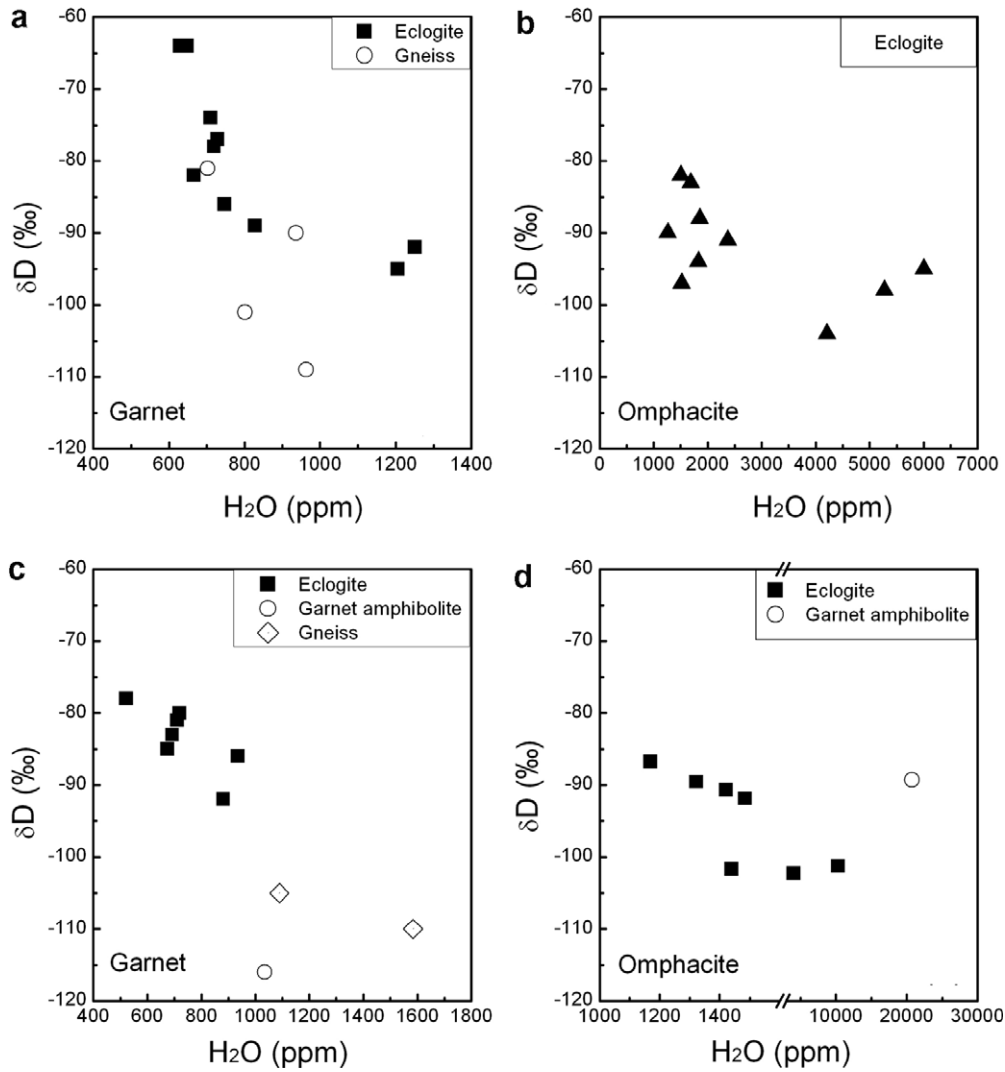 a
Eclogite
Gneiss
-60
-70
-80
-90
-100
-110
-120
δD (‰)
Garnet
400 600 800 1000 1200 1400
H₂O (ppm)
b
Eclogite
-60
-70
-80
-90
-100
-110
-120
δD (‰)
Omphacite
0 1000 2000 3000 4000 5000 6000 7000
H₂O (ppm)
c
Eclogite
Garnet amphibolite
Gneiss
-60
-70
-80
-90
-100
-110
-120
δD (‰)
Garnet
400 600 800 1000 1200 1400 1600 1800
H₂O (ppm)
d
Eclogite
Garnet amphibolite
-60
-70
-80
-90
-100
-110
-120
δD (‰)
Omphacite
1000 1200 1400 10000 20000 30000
H₂O (ppm)